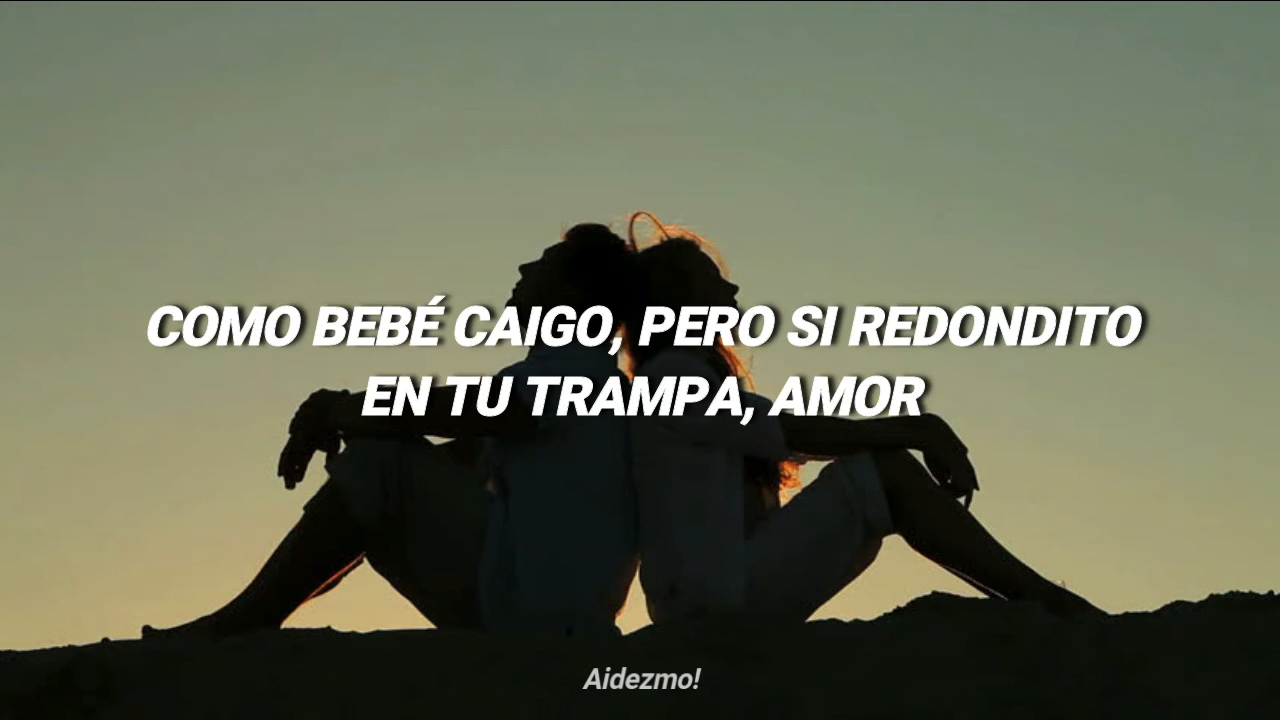 COMO BEBÉ CAIGO, PERO SI REDONDITO
EN TU TRAMPA, AMOR
Aidezmo!